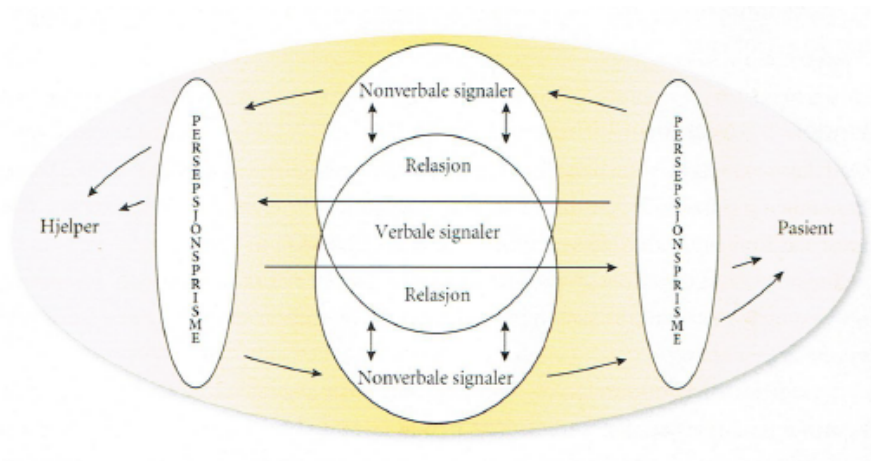 Nonverbale signaler
PERSEPSJONSPRISME
PERSEPSJONSPRISME
Relasjon
Hjelper
Verbale signaler
Pasient
Relasjon
Nonverbale signaler